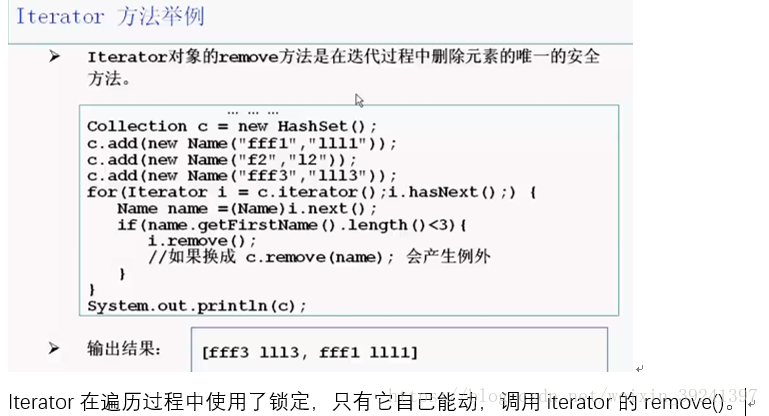 Iterator 方法举例
Iterator对象的remove方法是在迭代过程中删除元素的唯一的安全
方法。
... ... ...
Collection c = new HashSet();
c.add(new Name("fff1","lll1"));
c.add(new Name("f2","l2"));
c.add(new Name("fff3","lll3"));
for(Iterator i = c.iterator();i.hasNext();) {
Name name =(Name)i.next();
if(name.getFirstName().length()<3){
i.remove();
//如果换成 c.remove(name); 会产生例外
}
}
System.out.println(c);
输出结果:
[fff3 lll3, fff1 lll1]
Iterator 在遍历过程中使用了锁定，只有它自己能动，调用 iterator 的 remove()。